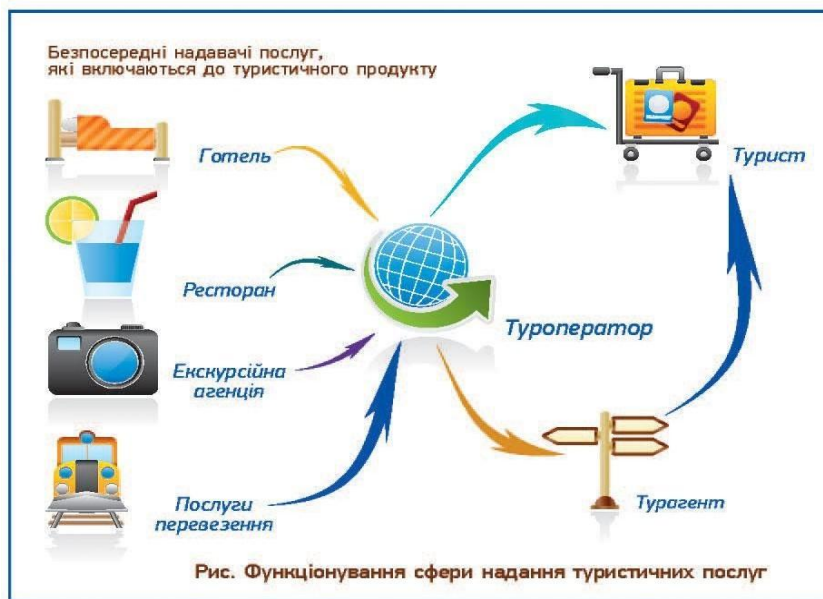 Безпосередні надавачі послуг,
які включаються до туристичного продукту
Готель
Турист
Ресторан
Туроператор
Екскурсійна
агенція
Послуги
перевезення
Турагент
Рис. Функціонування сфери надання туристичних послуг